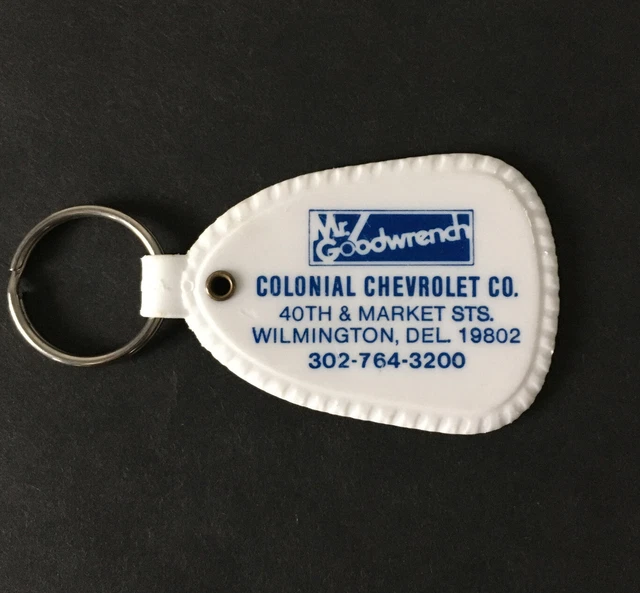 Mr.
Goodwrench
COLONIAL CHEVROLET CO.
40TH & MARKET STS.
WILMINGTON, DEL. 19802
302-764-3200